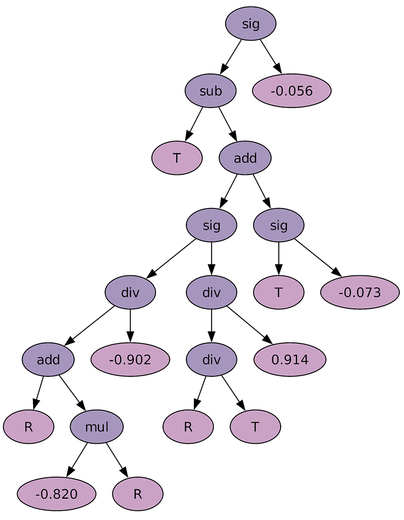 sig
sub -0.056
T add
sig sig
div div T -0.073
add -0.902 div 0.914
R mul R T
-0.820 R